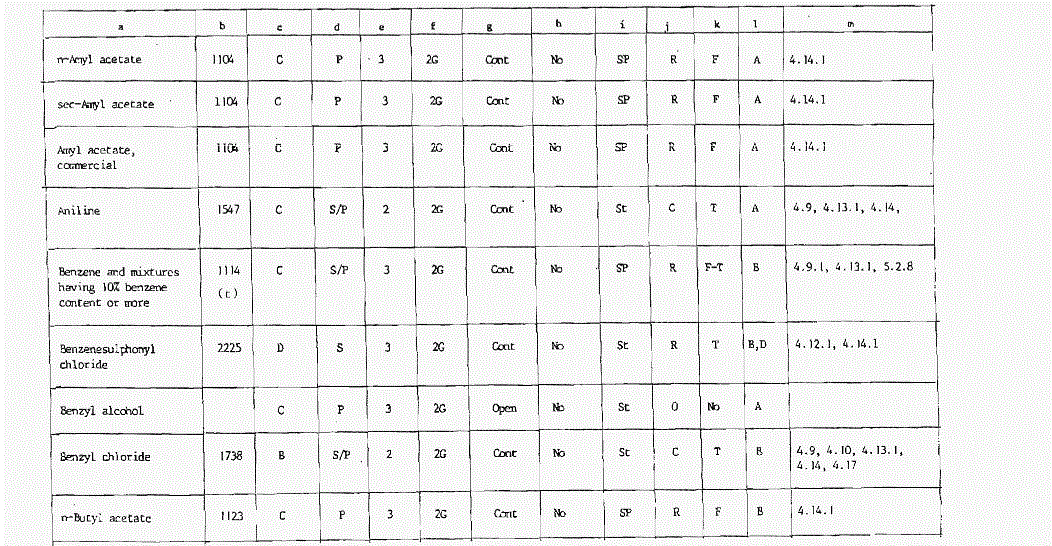 a b c d e f g h i j k l m
n-Amyl acetate 1104 C P 3 2G Cont No SP R F A 4.14.1
sec-Amyl acetate 1104 C P 3 2G Cont No SP R F A 4.14.1
Amyl acetate, 1104 C P 3 2G Cont No SP R F A 4.14.1
commercial
Aniline 1547 C S/P 2 2G Cont No St C T A 4.9, 4.13.1, 4.14,
Benzene and mixtures 1114 C S/P 3 2G Cont No SP R F-T B 4.9.1, 4.13.1, 5.2.8
having 10% benzene (t)
content or more
Benzenesulphonyl 2225 D S 3 2G Cont No St R T B,D 4.12.1, 4.14.1
chloride
Benzyl alcohol C P 3 2G Open No St O No A
Benzyl chloride 1738 B S/P 2 2G Cont No St C T B 4.9, 4.10, 4.13.1,
4.14, 4.17
n-Butyl acetate 1123 C P 3 2G Cont No SP R F B 4.14.1